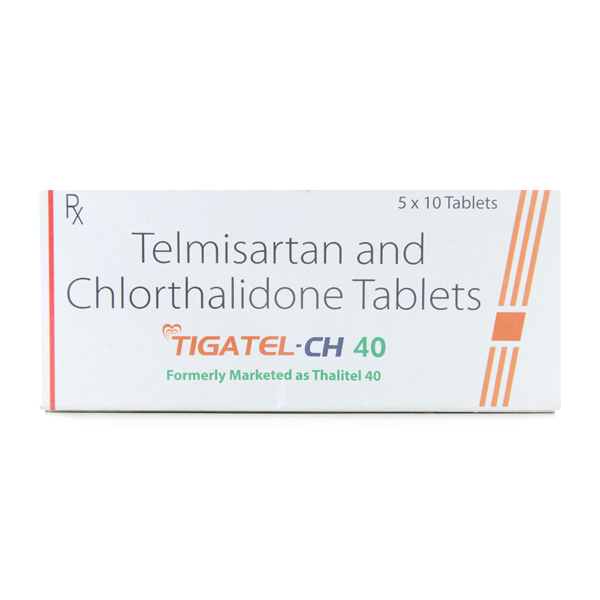 Rx
5 x 10 Tablets
Telmisartan and
Chlorthalidone Tablets
TIGATEL-CH 40
Formerly Marketed as Thalitel 40